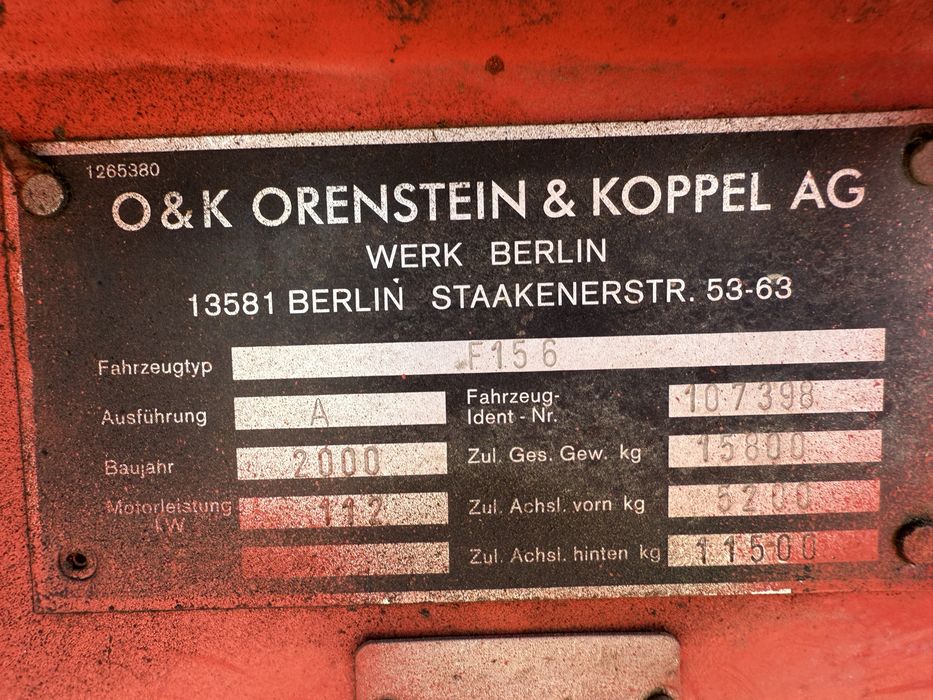 1265380
O & K ORENSTEIN & KOPPEL AG
WERK BERLIN
13581 BERLIN STAAKENERSTR. 53-63
Fahrzeugtyp F156
Ausführung A
Fahrzeug-
Ident - Nr. 107398
Baujahr 2000
Zul. Ges. Gew. kg 15800
Motorleistung
kW 112
Zul. Achsl. vorn kg 5200
Zul. Achsl. hinten kg 11500